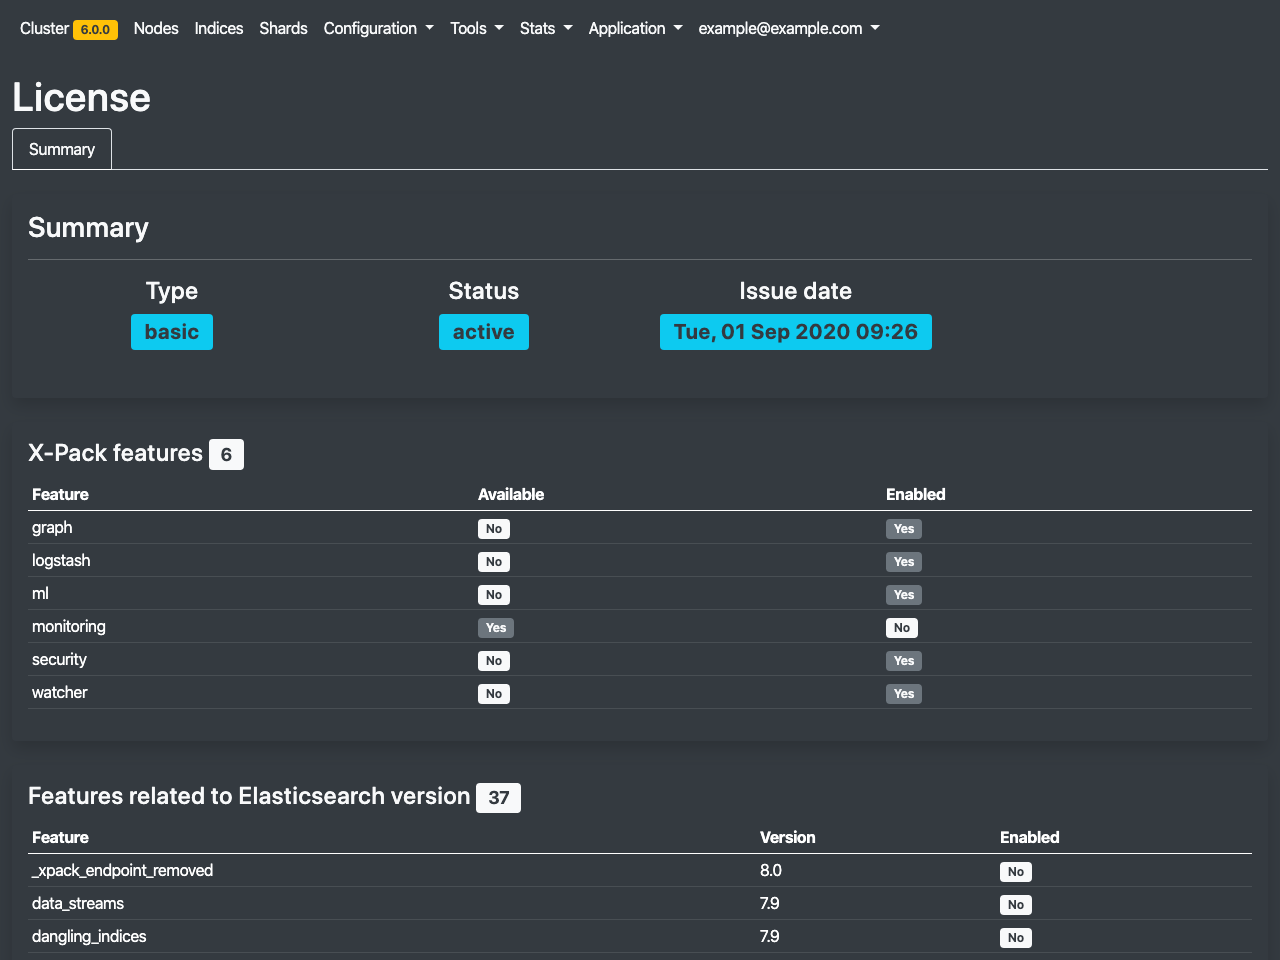 Cluster 6.0.0 Nodes Indices Shards Configuration Tools Stats Application example@example.com
License
Summary
Summary
Type Status Issue date
basic active Tue, 01 Sep 2020 09:26
X-Pack features 6
Feature Available Enabled
graph No Yes
logstash No Yes
ml No Yes
monitoring Yes No
security No Yes
watcher No Yes
Features related to Elasticsearch version 37
Feature Version Enabled
_xpack_endpoint_removed 8.0 No
data_streams 7.9 No
dangling_indices 7.9 No